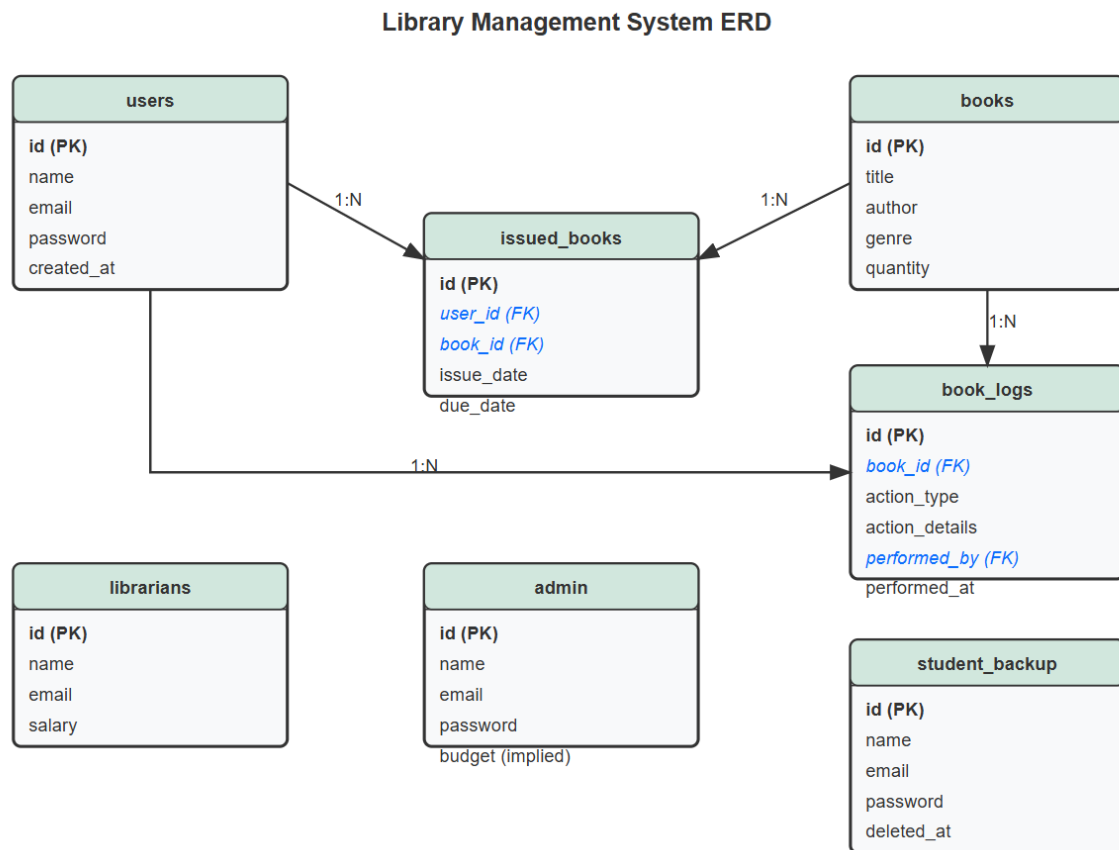 Library Management System ERD
users
id (PK)
name
email
password
created_at
1:N
issued_books
id (PK)
user_id (FK)
book_id (FK)
issue_date
due_date
1:N
books
id (PK)
title
author
genre
quantity
1:N
book_logs
id (PK)
book_id (FK)
action_type
action_details
performed_by (FK)
performed_at
1:N
librarians
id (PK)
name
email
salary
admin
id (PK)
name
email
password
budget (implied)
student_backup
id (PK)
name
email
password
deleted_at